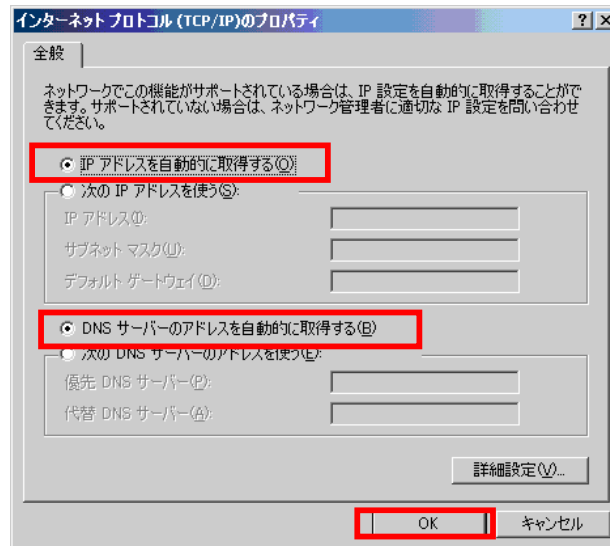 インターネット プロトコル (TCP/IP)のプロパティ
全般
ネットワークでこの機能がサポートされている場合は、IP 設定を自動的に取得することがで
きます。サポートされていない場合は、ネットワーク管理者に適切な IP 設定を問い合わせ
てください。
IP アドレスを自動的に取得する(O)
次の IP アドレスを使う(S):
IP アドレス(I):
サブネット マスク(U):
デフォルト ゲートウェイ(D):
DNS サーバーのアドレスを自動的に取得する(B)
次の DNS サーバーのアドレスを使う(E):
優先 DNS サーバー(P):
代替 DNS サーバー(A):
詳細設定(V)...
OK
キャンセル